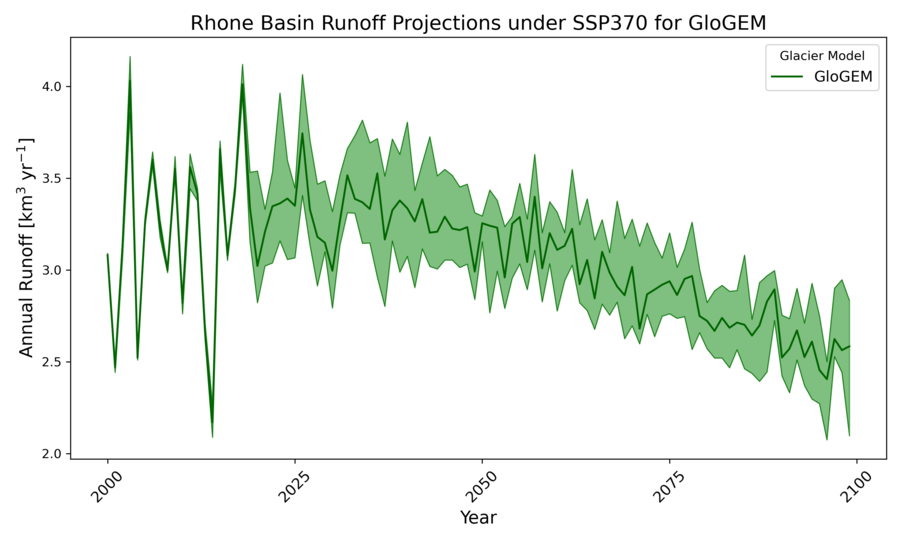 Rhone Basin Runoff Projections under SSP370 for GloGEM
Glacier Model
GloGEM
Annual Runoff [km³ yr⁻¹]
4.0
3.5
3.0
2.5
2.0
2000
2025
2050
2075
2100
Year